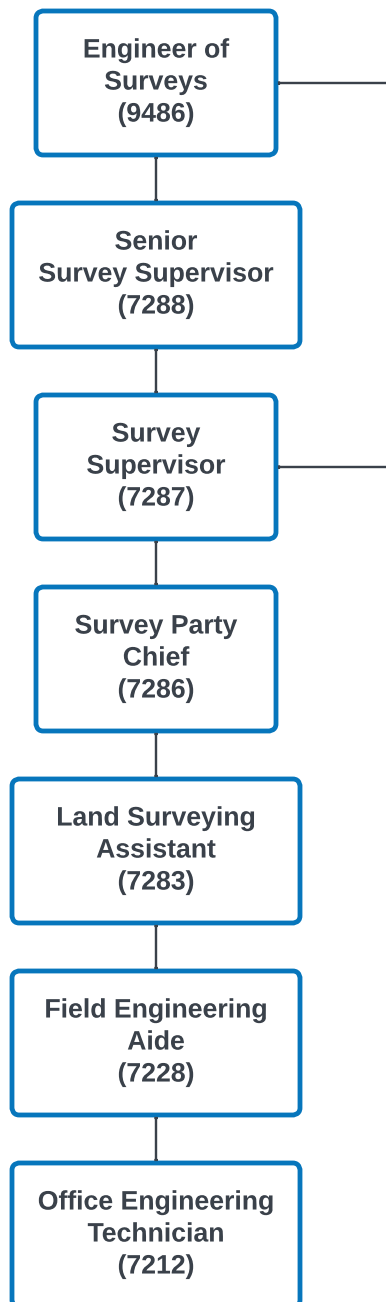 Engineer of
Surveys
(9486)
Senior
Survey Supervisor
(7288)
Survey
Supervisor
(7287)
Survey Party
Chief
(7286)
Land Surveying
Assistant
(7283)
Field Engineering
Aide
(7228)
Office Engineering
Technician
(7212)